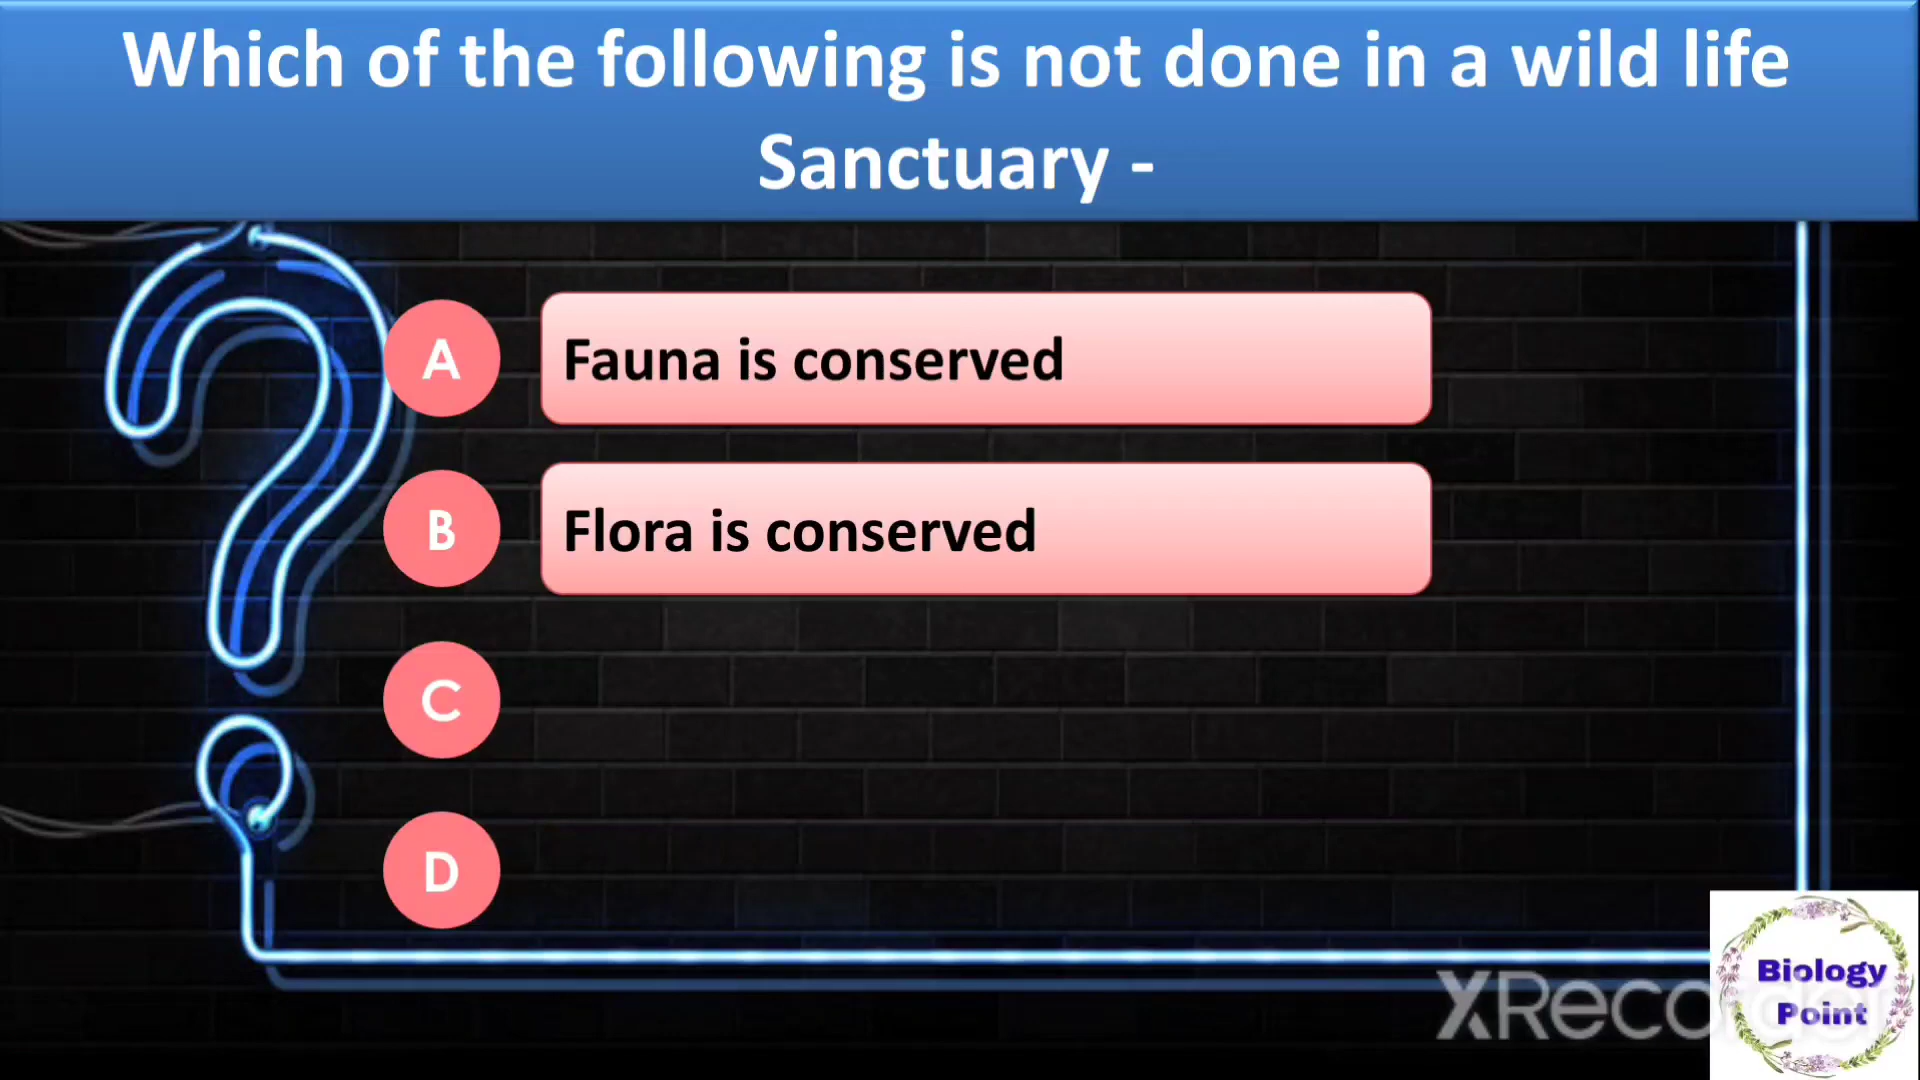 Which of the following is not done in a wild life
Sanctuary -
A
Fauna is conserved
B
Flora is conserved
C
D
XRecorder
Biology
Point